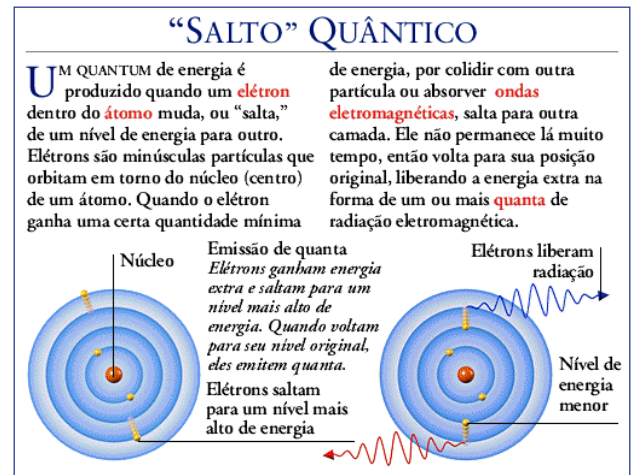 “SALTO” QUÂNTICO
UM QUANTUM de energia é
produzido quando um elétron
dentro do átomo muda, ou “salta,”
de um nível de energia para outro.
Elétrons são minúsculas partículas que
orbitam em torno do núcleo (centro)
de um átomo. Quando o elétron
ganha uma certa quantidade mínima
de energia, por colidir com outra
partícula ou absorver ondas
eletromagnéticas, salta para outra
camada. Ele não permanece lá muito
tempo, então volta para sua posição
original, liberando a energia extra na
forma de um ou mais quanta de
radiação eletromagnética.
Núcleo
Emissão de quanta
Elétrons ganham energia
extra e saltam para um
nível mais alto de
energia. Quando voltam
para seu nível original,
eles emitem quanta.
Elétrons saltam
para um nível mais
alto de energia
Elétrons liberam
radiação
Nível de
energia
menor